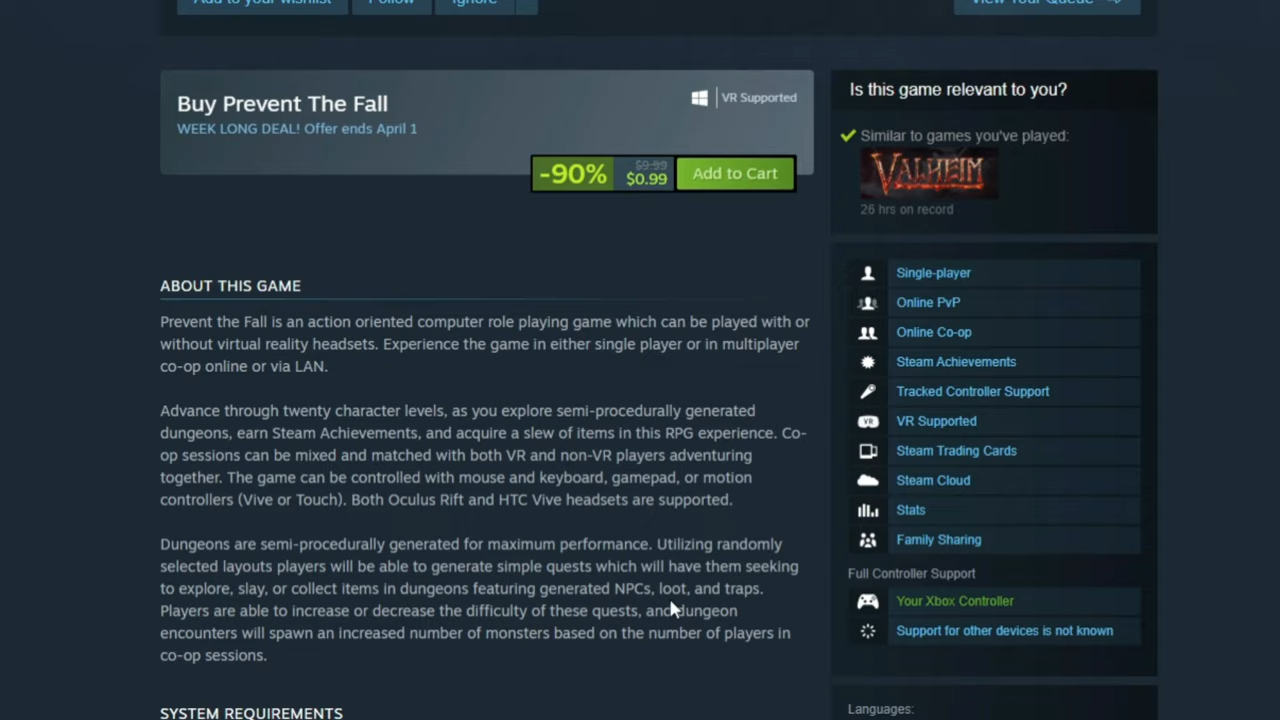 Add to your wishlist
Follow
Ignore
View Your Queue
Buy Prevent The Fall
VR Supported
WEEK LONG DEAL! Offer ends April 1
-90%
$9.99
$0.99
Add to Cart
ABOUT THIS GAME
Prevent the Fall is an action oriented computer role playing game which can be played with or
without virtual reality headsets. Experience the game in either single player or in multiplayer
co-op online or via LAN.
Advance through twenty character levels, as you explore semi-procedurally generated
dungeons, earn Steam Achievements, and acquire a slew of items in this RPG experience. Co-
op sessions can be mixed and matched with both VR and non-VR players adventuring
together. The game can be controlled with mouse and keyboard, gamepad, or motion
controllers (Vive or Touch). Both Oculus Rift and HTC Vive headsets are supported.
Dungeons are semi-procedurally generated for maximum performance. Utilizing randomly
selected layouts players will be able to generate simple quests which will have them seeking
to explore, slay, or collect items in dungeons featuring generated NPCs, loot, and traps.
Players are able to increase or decrease the difficulty of these quests, and dungeon
encounters will spawn an increased number of monsters based on the number of players in
co-op sessions.
SYSTEM REQUIREMENTS
Is this game relevant to you?
Similar to games you've played:
VALHEIM
26 hrs on record
Single-player
Online PvP
Online Co-op
Steam Achievements
Tracked Controller Support
VR
VR Supported
Steam Trading Cards
Steam Cloud
Stats
Family Sharing
Full Controller Support
Your Xbox Controller
Support for other devices is not known
Languages: